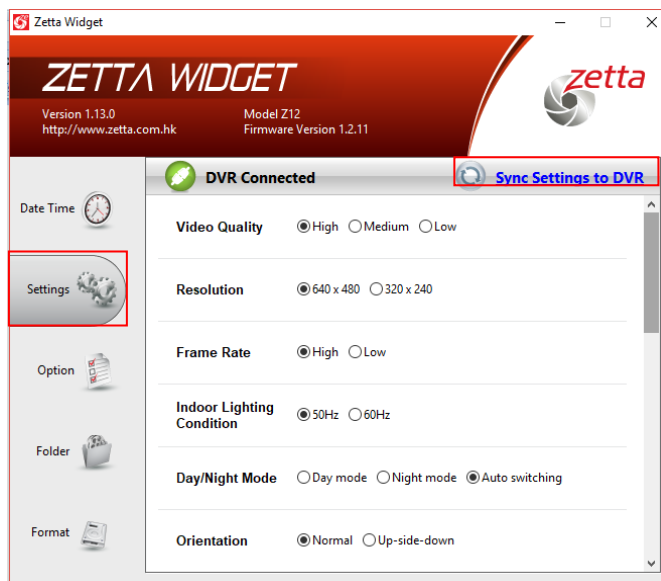 Zetta Widget
ZETTA WIDGET
zetta
Version 1.13.0 Model Z12
http://www.zetta.com.hk Firmware Version 1.2.11
DVR Connected Sync Settings to DVR
Date Time
Settings
Option
Folder
Format
Video Quality High Medium Low
Resolution 640 x 480 320 x 240
Frame Rate High Low
Indoor Lighting
Condition 50Hz 60Hz
Day/Night Mode Day mode Night mode Auto switching
Orientation Normal Up-side-down